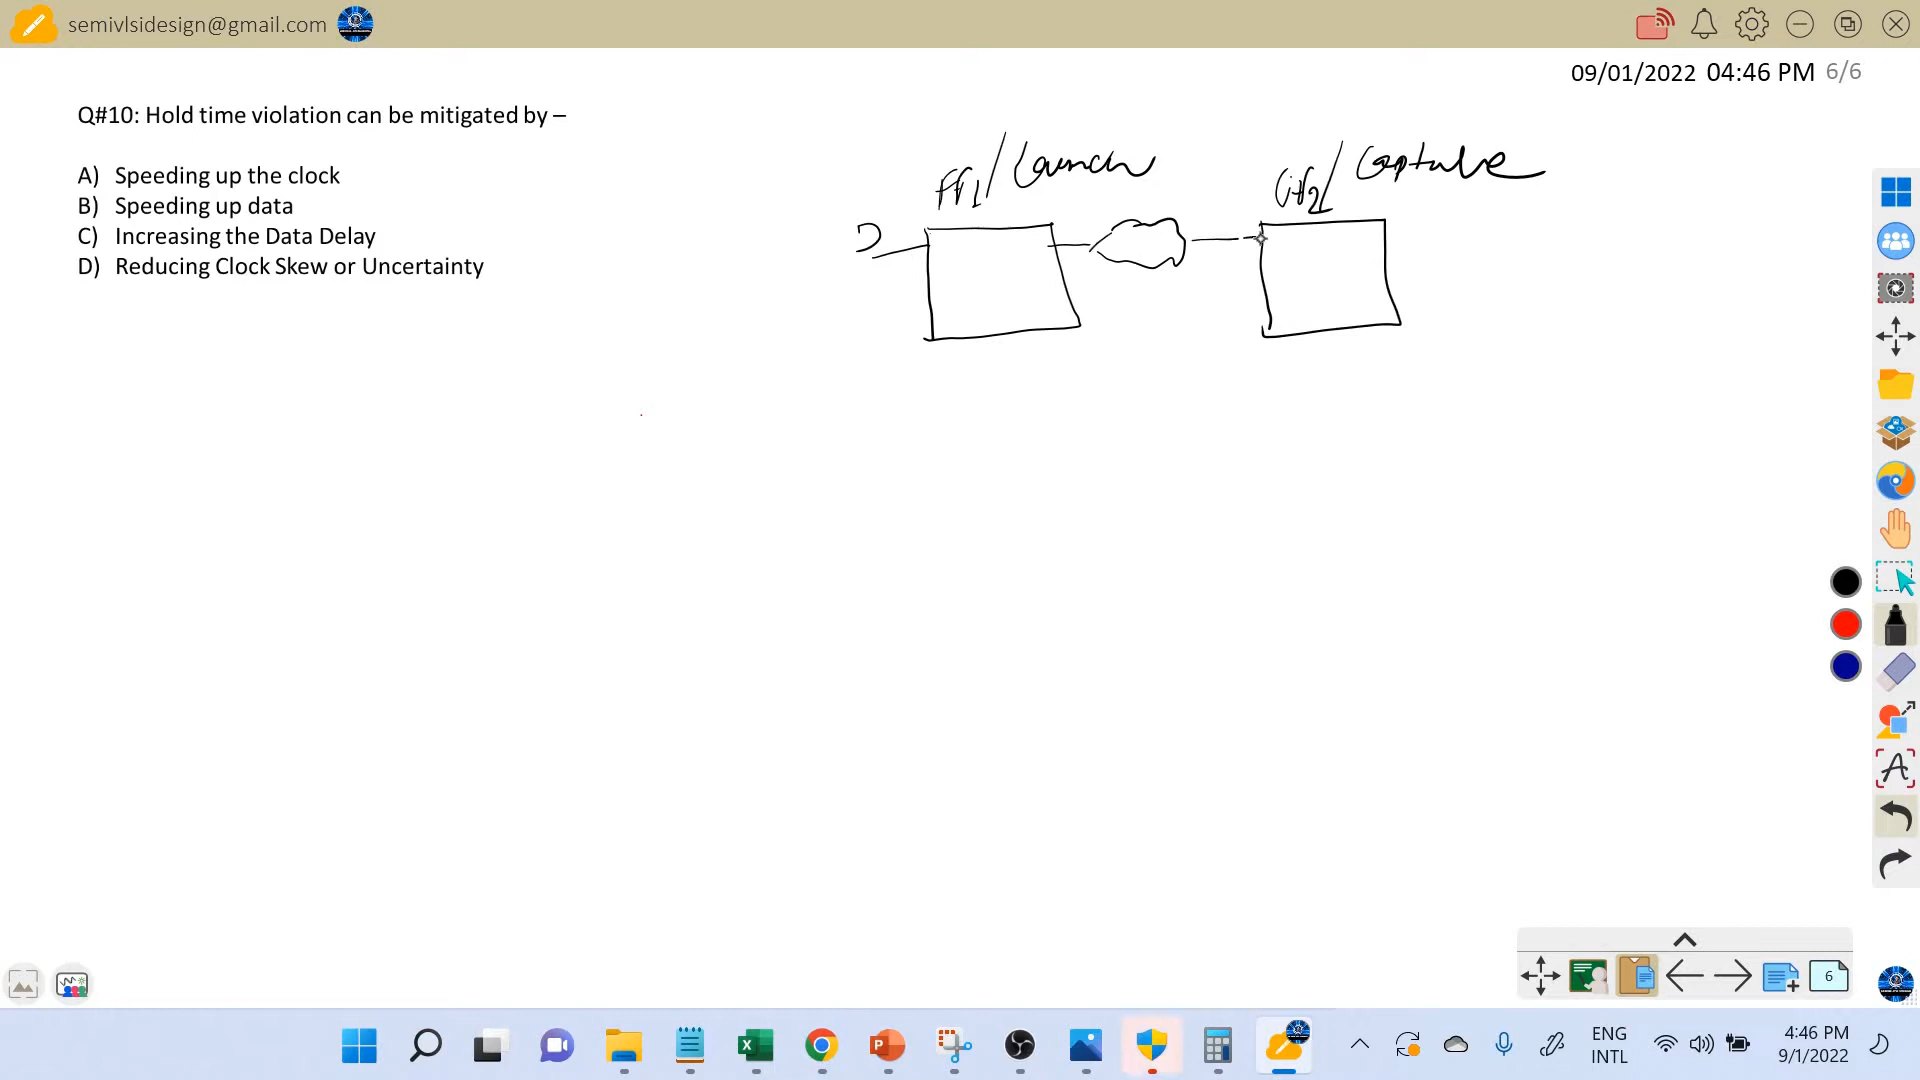 semivlsidesign@gmail.com
09/01/2022 04:46 PM 6/6
Q#10: Hold time violation can be mitigated by –
A) Speeding up the clock
B) Speeding up data
C) Increasing the Data Delay
D) Reducing Clock Skew or Uncertainty
FF1/Launch
/Capture
D
A
6
ENG
INTL
4:46 PM
9/1/2022